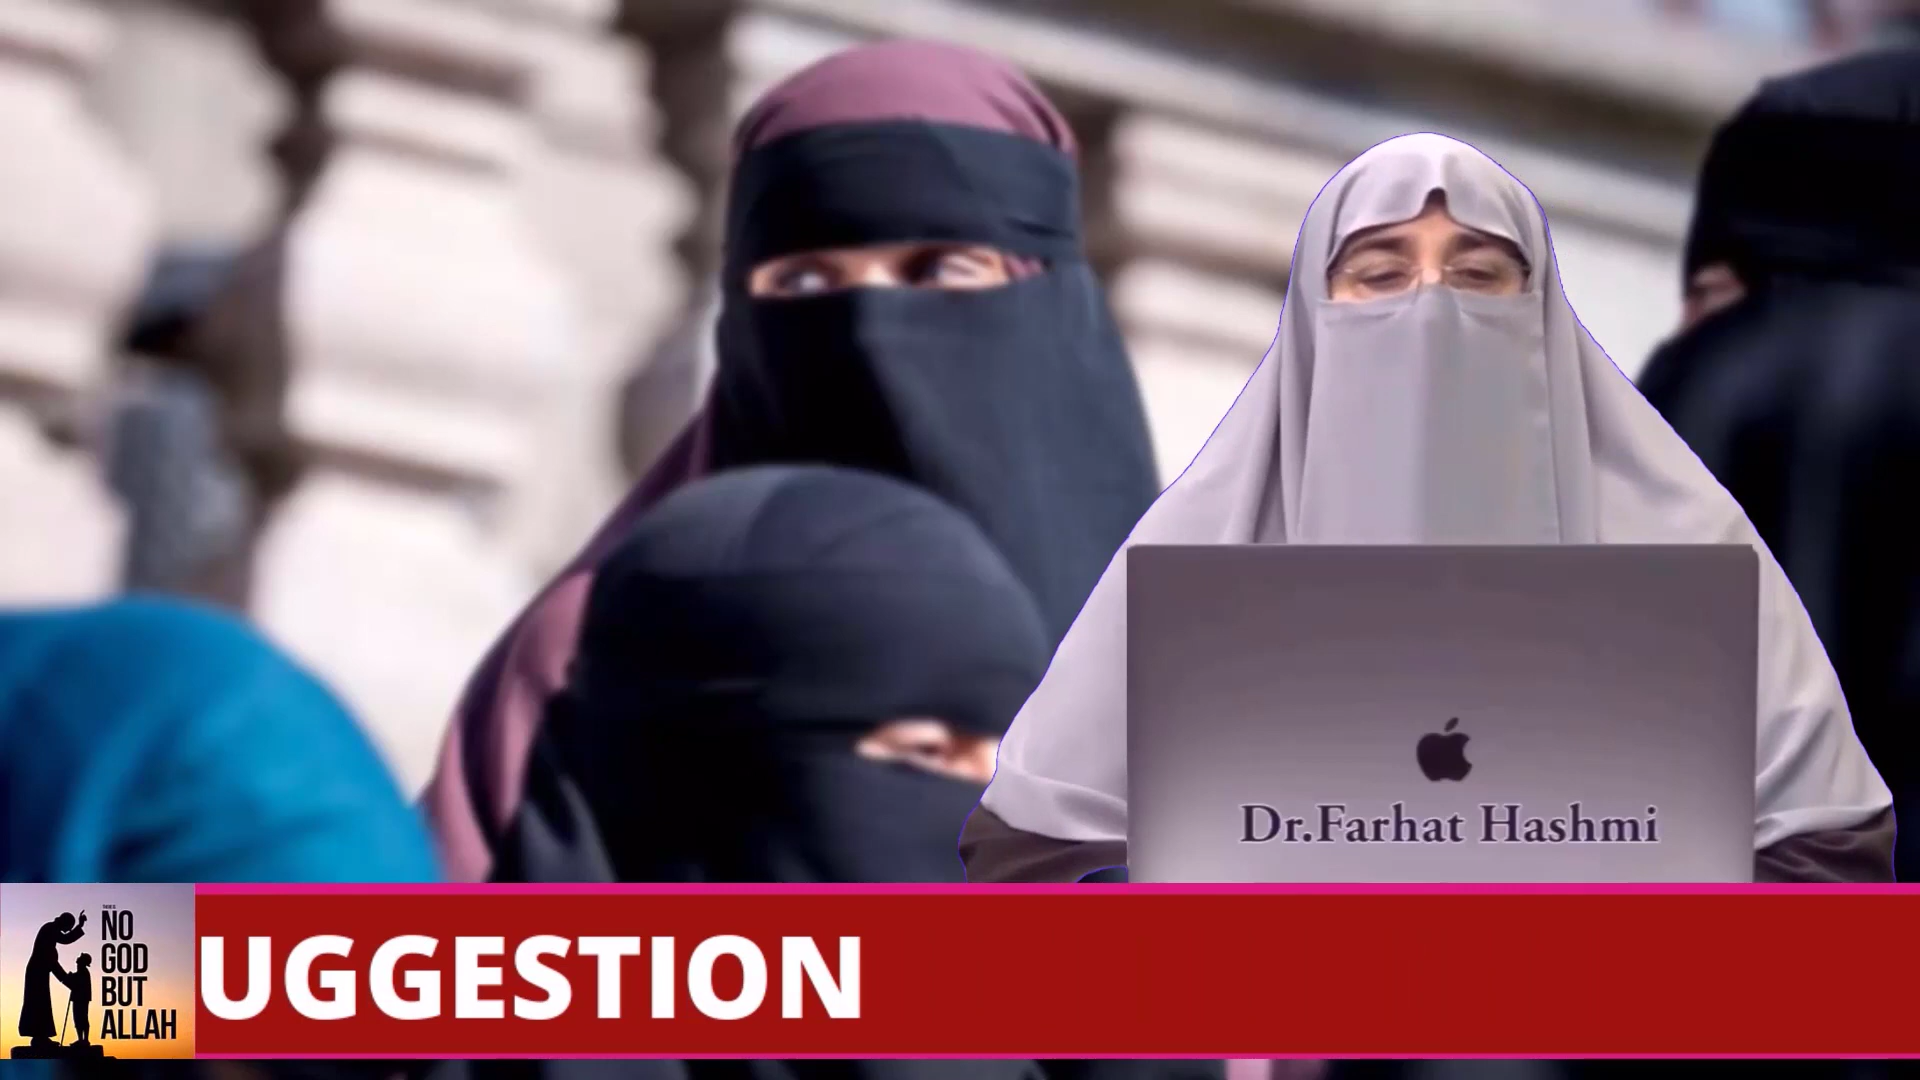 Dr.Farhat Hashmi
THERE IS
NO
GOD
BUT
ALLAH
UGGESTION